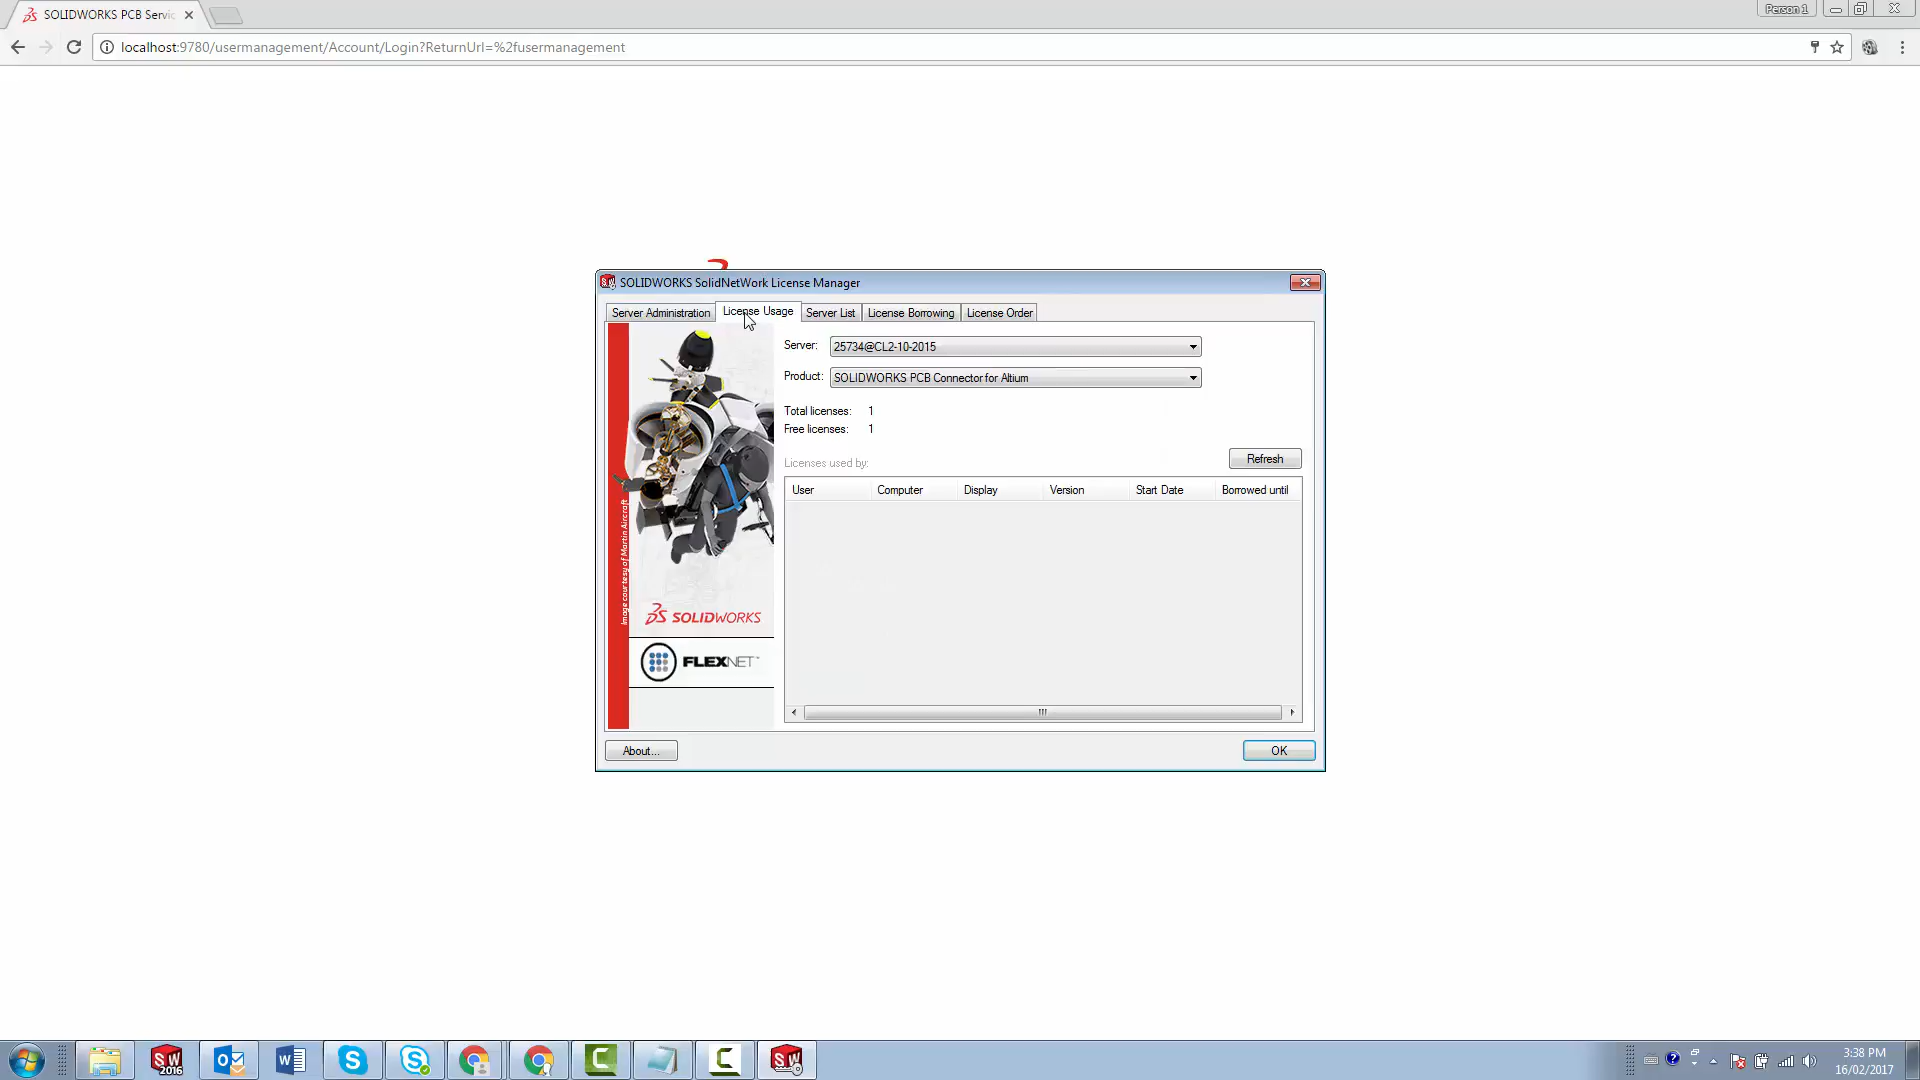 SOLIDWORKS PCB Servic
Person 1
localhost:9780/usermanagement/Account/Login?ReturnUrl=%2fusermanagement
SOLIDWORKS SolidNetWork License Manager
Server Administration
License Usage
Server List
License Borrowing
License Order
Server:
25734@CL2-10-2015
Product:
SOLIDWORKS PCB Connector for Altium
Total licenses: 1
Free licenses: 1
Licenses used by:
Refresh
User
Computer
Display
Version
Start Date
Borrowed until
Image courtesy of Martin Aircraft
SOLIDWORKS
FLEXNET™
About...
OK
SW
2016
3:38 PM
16/02/2017